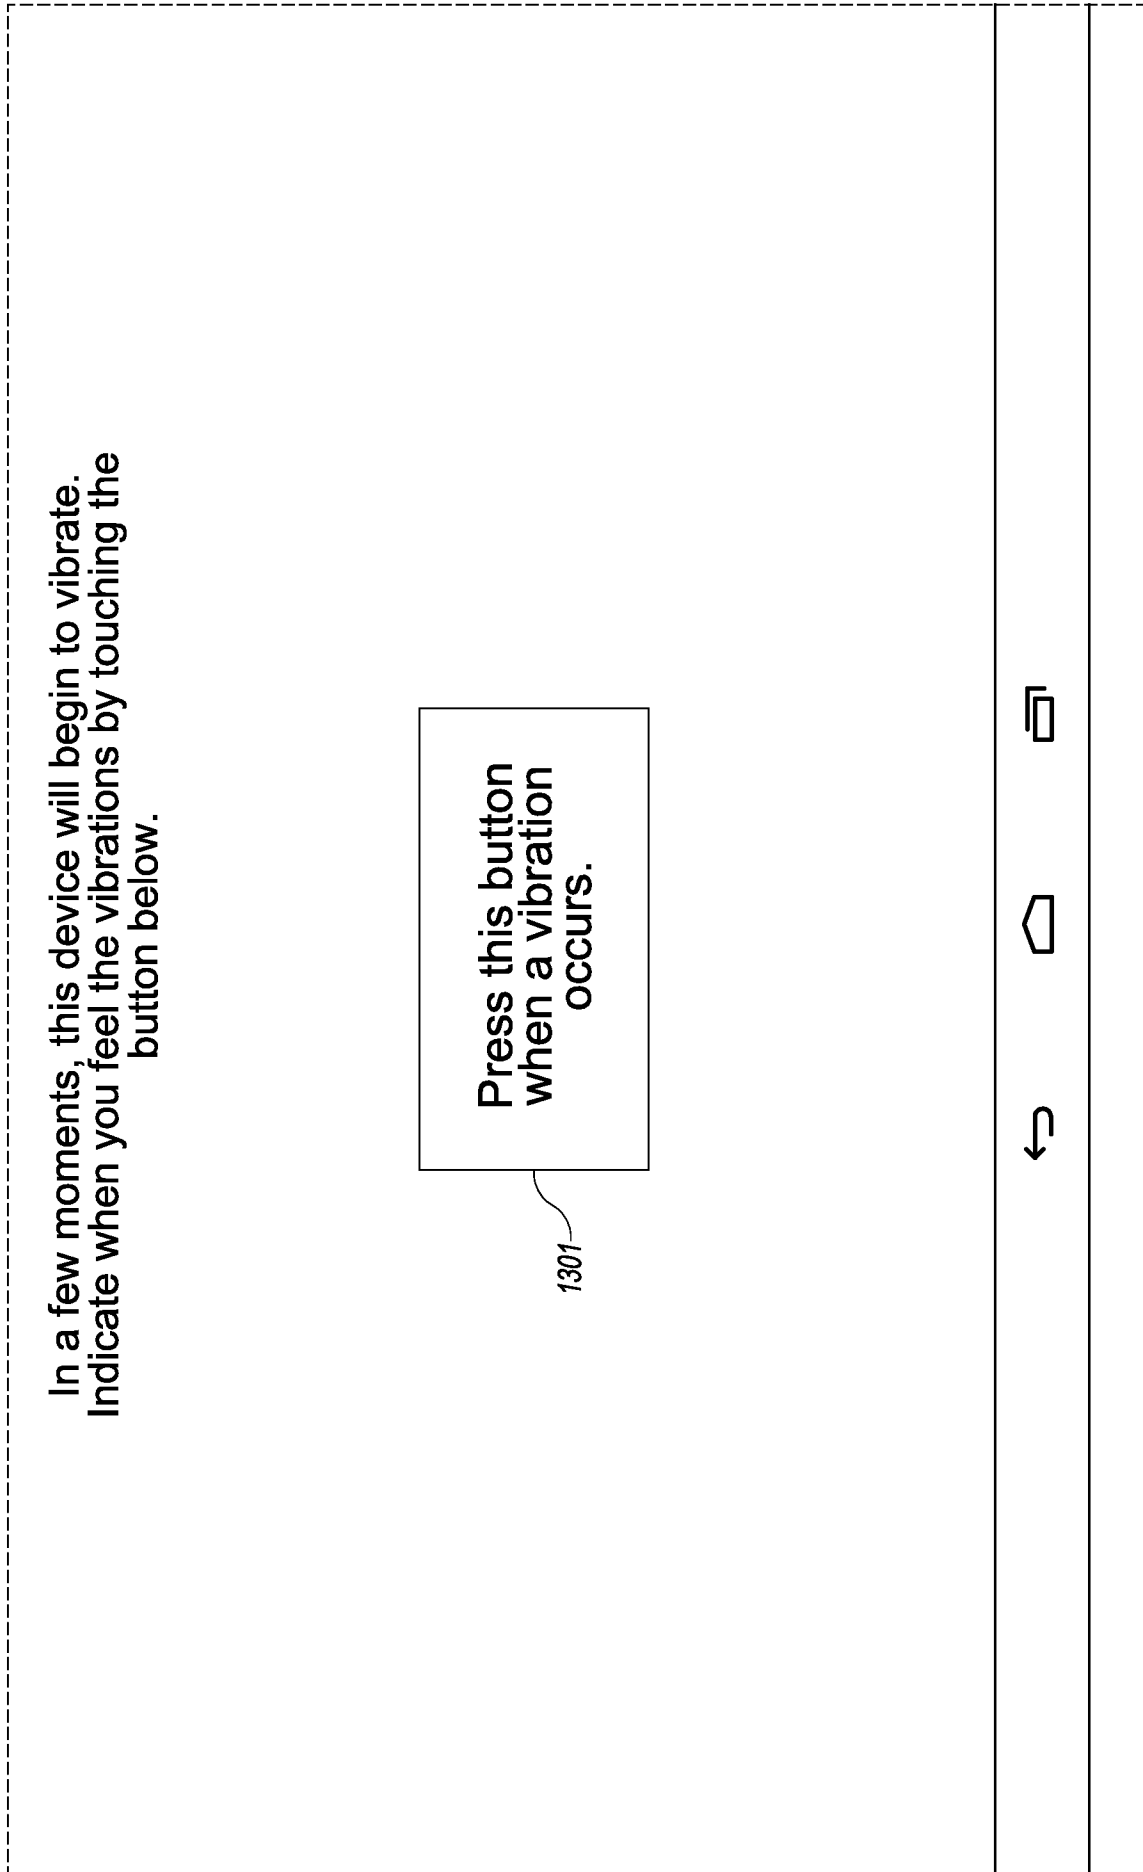 In a few moments, this device will begin to vibrate.
Indicate when you feel the vibrations by touching the
button below.
Press this button
when a vibration
occurs.
1301